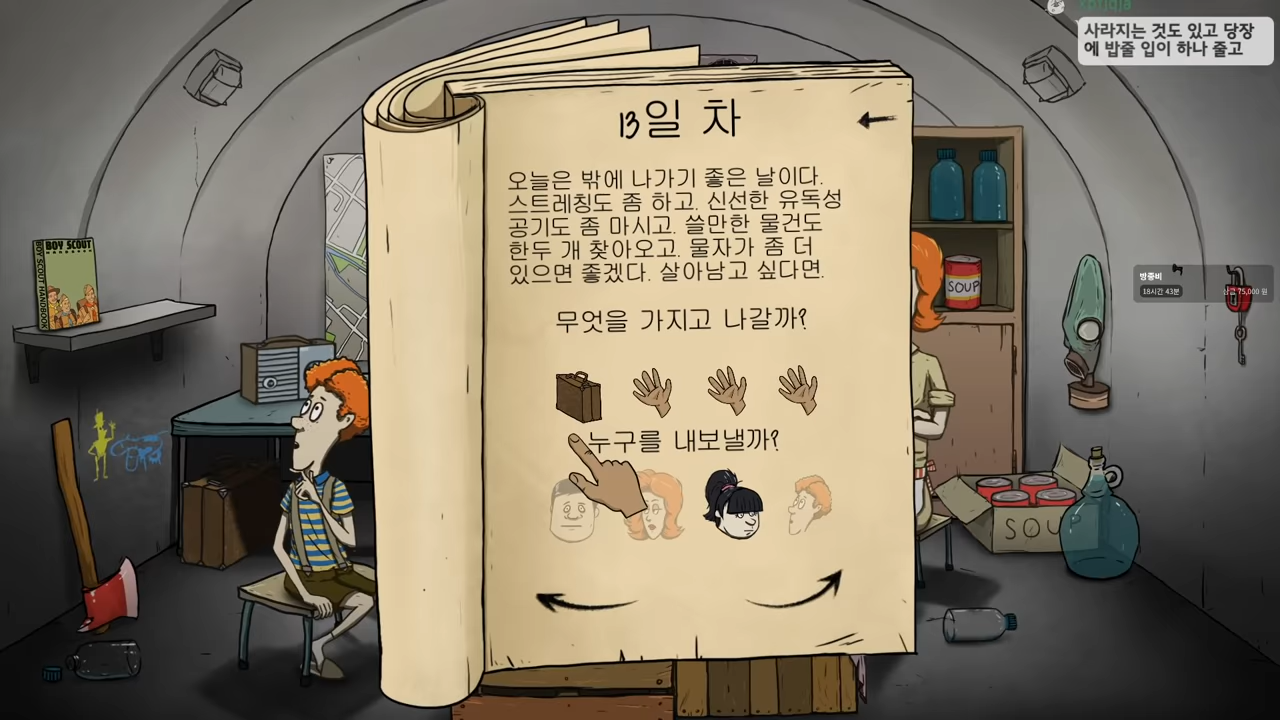 사라지는 것도 있고 당장
에 밥줄 입이 하나 줄고
13일 차
오늘은 밖에 나가기 좋은 날이다.
스트레칭도 좀 하고, 신선한 유독성
공기도 좀 마시고, 쓸만한 물건도
한두 개 찾아오고. 물자가 좀 더
있으면 좋겠다. 살아남고 싶다면.
무엇을 가지고 나갈까?
누구를 내보낼까?
BOY SCOUT
BOY SCOUT HANDBOOK
SOUP
SOU
방종비
18시간 43분
75,000 원